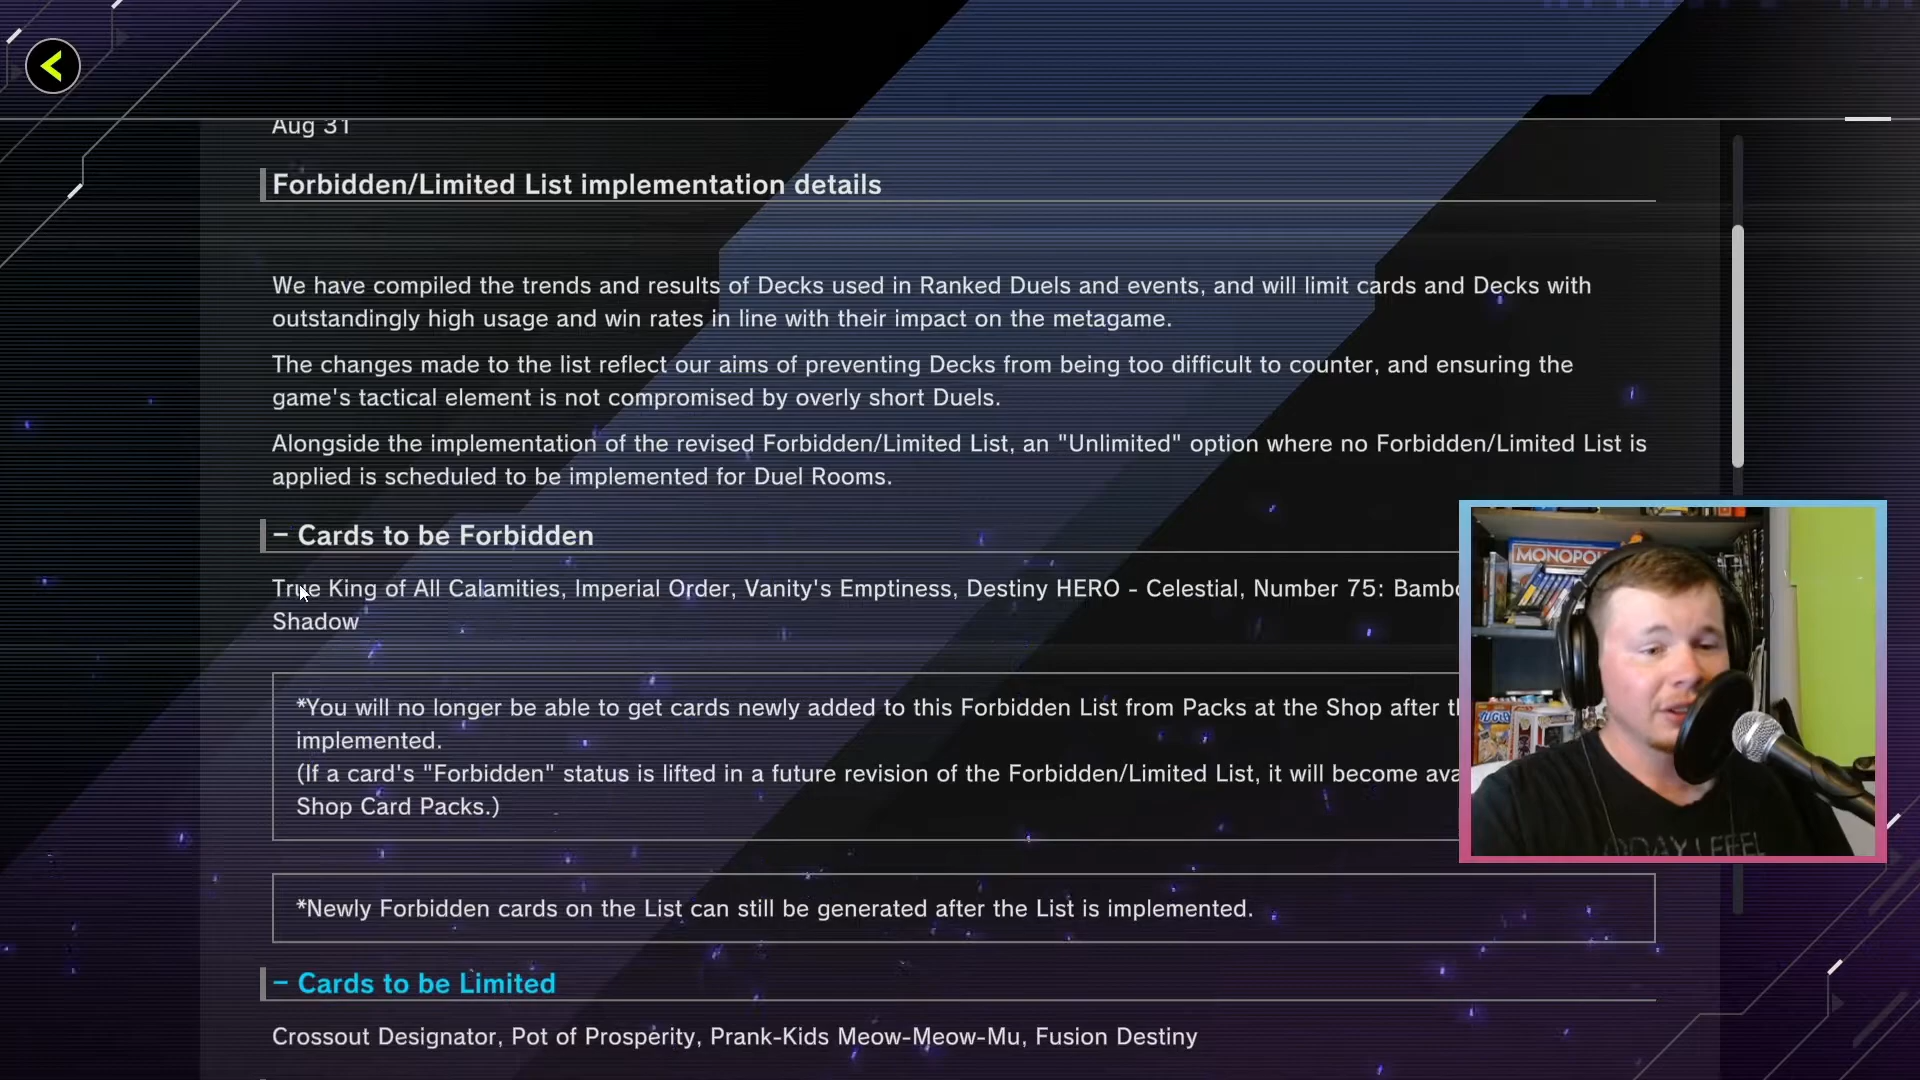 Aug 31
Forbidden/Limited List implementation details
We have compiled the trends and results of Decks used in Ranked Duels and events, and will limit cards and Decks with
outstandingly high usage and win rates in line with their impact on the metagame.
The changes made to the list reflect our aims of preventing Decks from being too difficult to counter, and ensuring the
game's tactical element is not compromised by overly short Duels.
Alongside the implementation of the revised Forbidden/Limited List, an "Unlimited" option where no Forbidden/Limited List is
applied is scheduled to be implemented for Duel Rooms.
– Cards to be Forbidden
True King of All Calamities, Imperial Order, Vanity's Emptiness, Destiny HERO - Celestial, Number 75:
Shadow
*You will no longer be able to get cards newly added to this Forbidden List from Packs at the Shop after
implemented.
(If a card's "Forbidden" status is lifted in a future revision of the Forbidden/Limited List, it will become
Shop Card Packs.)
*Newly Forbidden cards on the List can still be generated after the List is implemented.
– Cards to be Limited
Crossout Designator, Pot of Prosperity, Prank-Kids Meow-Meow-Mu, Fusion Destiny